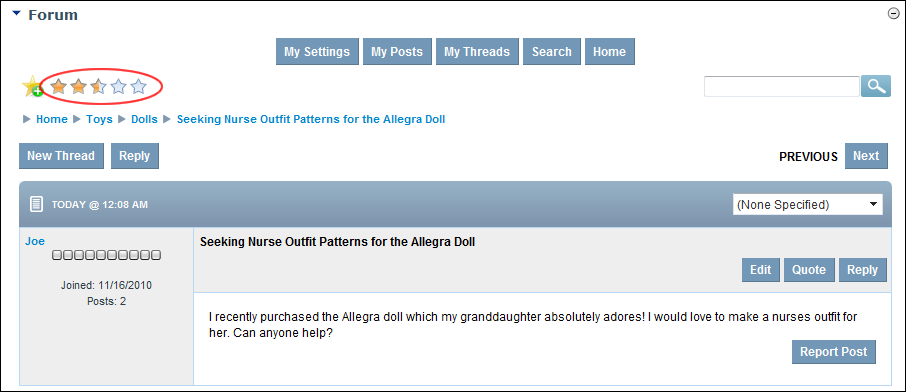 Forum
My Settings My Posts My Threads Search Home
Home Toys Dolls Seeking Nurse Outfit Patterns for the Allegra Doll
New Thread Reply PREVIOUS Next
TODAY @ 12:08 AM (None Specified)
Joe Seeking Nurse Outfit Patterns for the Allegra Doll
Edit Quote Reply
Joined: 11/16/2010
Posts: 2
I recently purchased the Allegra doll which my granddaughter absolutely adores! I would love to make a nurses outfit for
her. Can anyone help?
Report Post